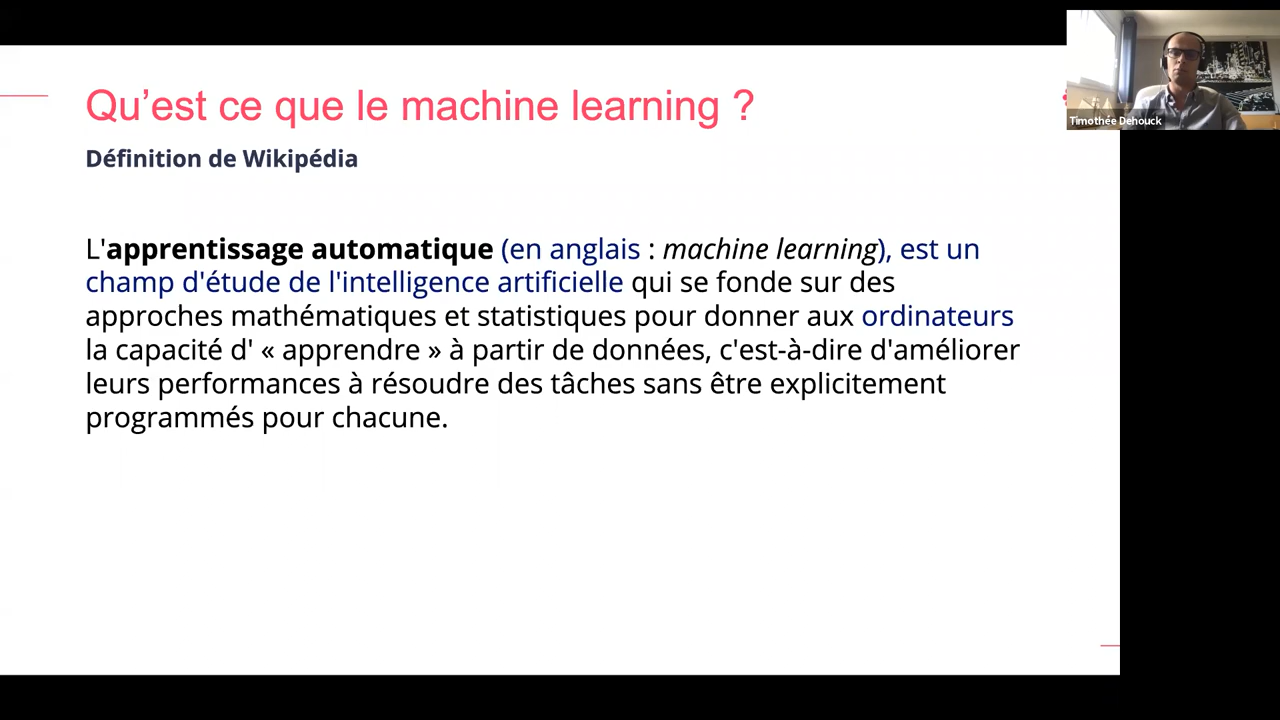 Qu’est ce que le machine learning ?
Définition de Wikipédia
L'apprentissage automatique (en anglais : machine learning), est un
champ d'étude de l'intelligence artificielle qui se fonde sur des
approches mathématiques et statistiques pour donner aux ordinateurs
la capacité d' « apprendre » à partir de données, c'est-à-dire d'améliorer
leurs performances à résoudre des tâches sans être explicitement
programmés pour chacune.
Timothée Dehouck